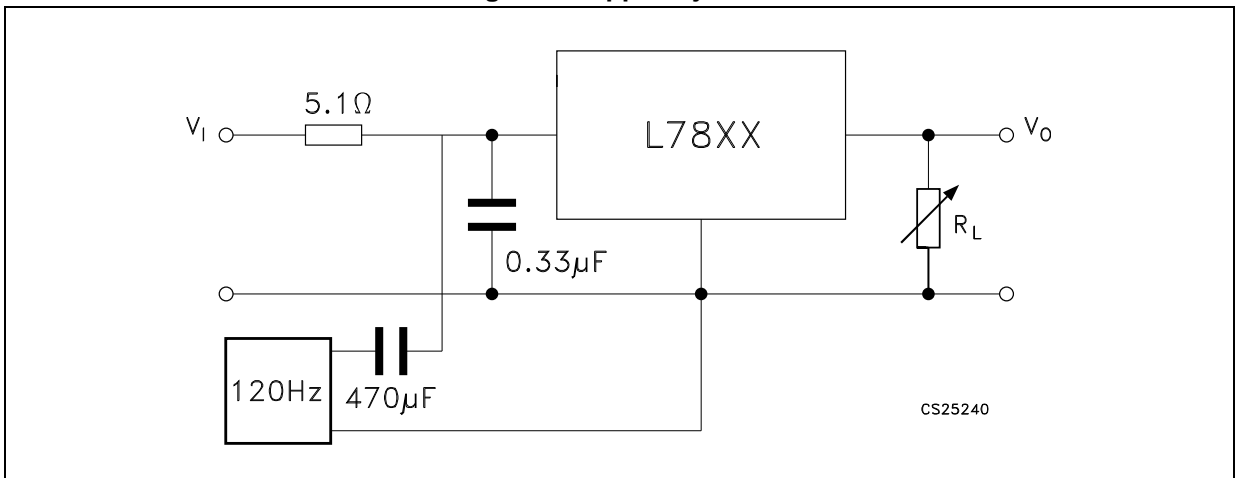 5.1Ω
V_I
L78XX
V_O
R_L
0.33µF
120Hz
470µF
CS25240